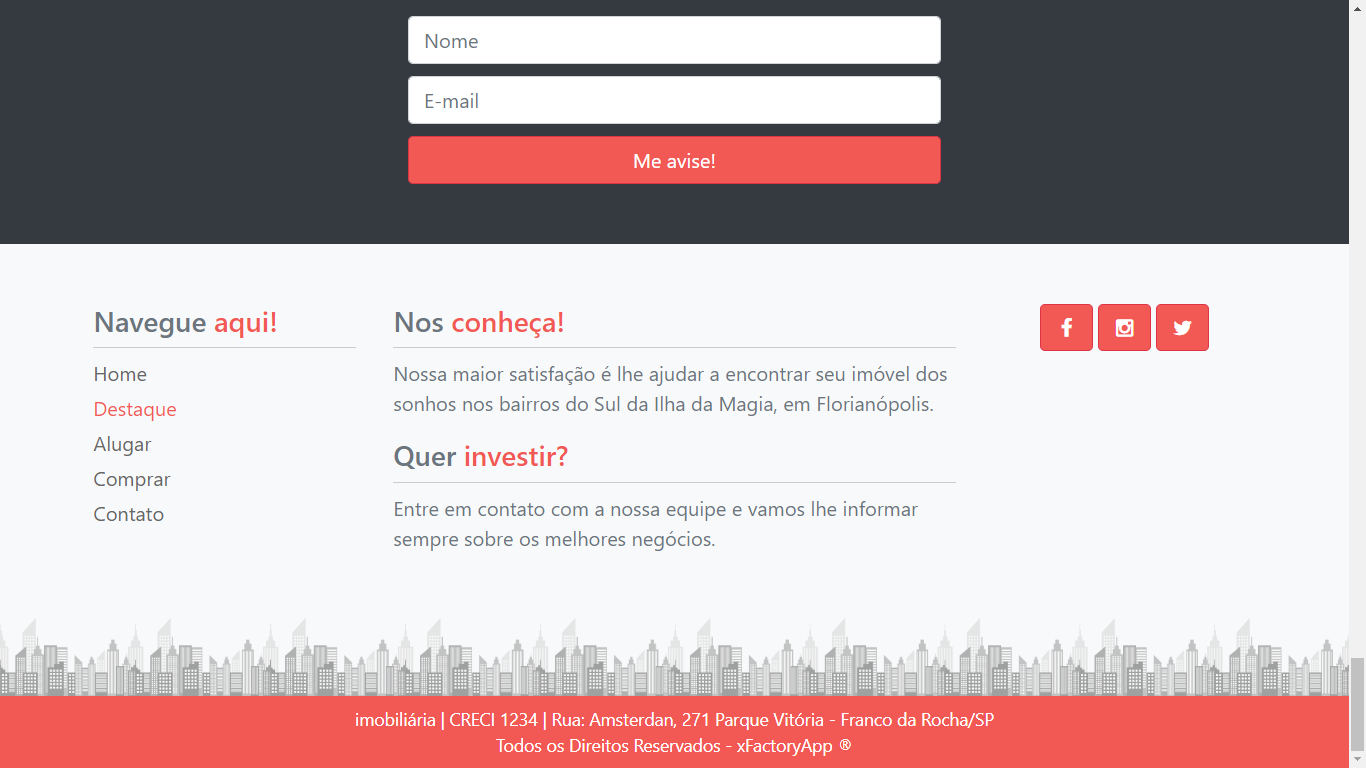 Nome
E-mail
Me avise!
Navegue aqui!
Home
Destaque
Alugar
Comprar
Contato
Nos conheça!
Nossa maior satisfação é lhe ajudar a encontrar seu imóvel dos
sonhos nos bairros do Sul da Ilha da Magia, em Florianópolis.
Quer investir?
Entre em contato com a nossa equipe e vamos lhe informar
sempre sobre os melhores negócios.
imobiliária | CRECI 1234 | Rua: Amsterdan, 271 Parque Vitória - Franco da Rocha/SP
Todos os Direitos Reservados - xFactoryApp ®